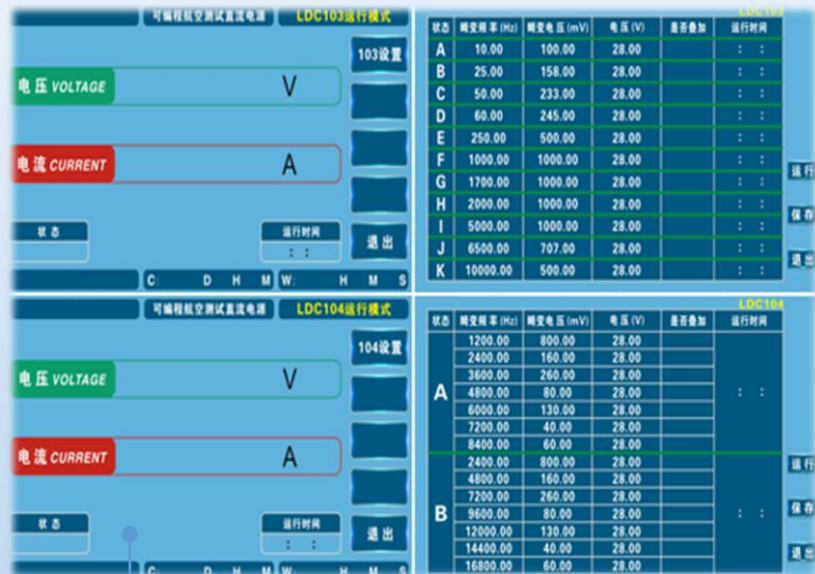 可编程航空测试直流电源 LDC103运行模式
103设置
电压 VOLTAGE V
电流 CURRENT A
状态 运行时间
: :
退出
C: D H M W: H M S
LDC103
状态 畸变频率(Hz) 畸变电压(mV) 电压(V) 是否叠加 运行时间
A 10.00 100.00 28.00 : :
B 25.00 158.00 28.00 : :
C 50.00 233.00 28.00 : :
D 60.00 245.00 28.00 : :
E 250.00 500.00 28.00 : :
F 1000.00 1000.00 28.00 : :
G 1700.00 1000.00 28.00 : :
H 2000.00 1000.00 28.00 : :
I 5000.00 1000.00 28.00 : :
J 6500.00 707.00 28.00 : :
K 10000.00 500.00 28.00 : :
运行
保存
退出
可编程航空测试直流电源 LDC104运行模式
104设置
电压 VOLTAGE V
电流 CURRENT A
状态 运行时间
: :
退出
C: D H M W: H M S
LDC104
状态 畸变频率(Hz) 畸变电压(mV) 电压(V) 是否叠加 运行时间
1200.00 800.00 28.00
2400.00 160.00 28.00
3600.00 260.00 28.00
A 4800.00 80.00 28.00 : :
6000.00 130.00 28.00
7200.00 40.00 28.00
8400.00 60.00 28.00
2400.00 800.00 28.00
4800.00 160.00 28.00
7200.00 260.00 28.00
B 9600.00 80.00 28.00 : :
12000.00 130.00 28.00
14400.00 40.00 28.00
16800.00 60.00 28.00
运行
保存
退出